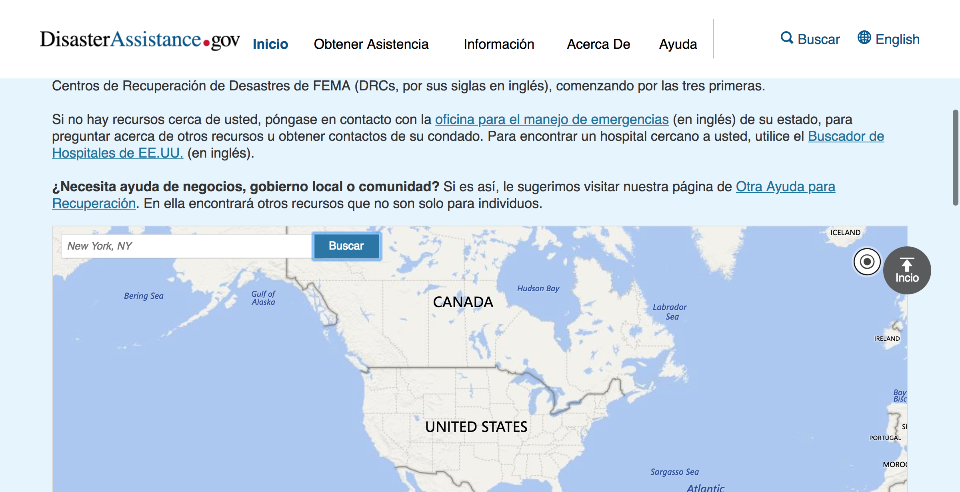 DisasterAssistance.gov Inicio Obtener Asistencia Información Acerca De Ayuda Buscar English
Centros de Recuperación de Desastres de FEMA (DRCs, por sus siglas en inglés), comenzando por las tres primeras.
Si no hay recursos cerca de usted, póngase en contacto con la oficina para el manejo de emergencias (en inglés) de su estado, para
preguntar acerca de otros recursos u obtener contactos de su condado. Para encontrar un hospital cercano a usted, utilice el Buscador de
Hospitales de EE.UU. (en inglés).
¿Necesita ayuda de negocios, gobierno local o comunidad? Si es así, le sugerimos visitar nuestra página de Otra Ayuda para
Recuperación. En ella encontrará otros recursos que no son solo para individuos.
New York, NY Buscar
ICELAND
Incio
Bering Sea
Gulf of
Alaska
Hudson Bay
CANADA
Labrador
Sea
IRELAND
Bay
Bisc
UNITED STATES
PORTUGAL
S
MOROC
Sargasso Sea
Atlantic